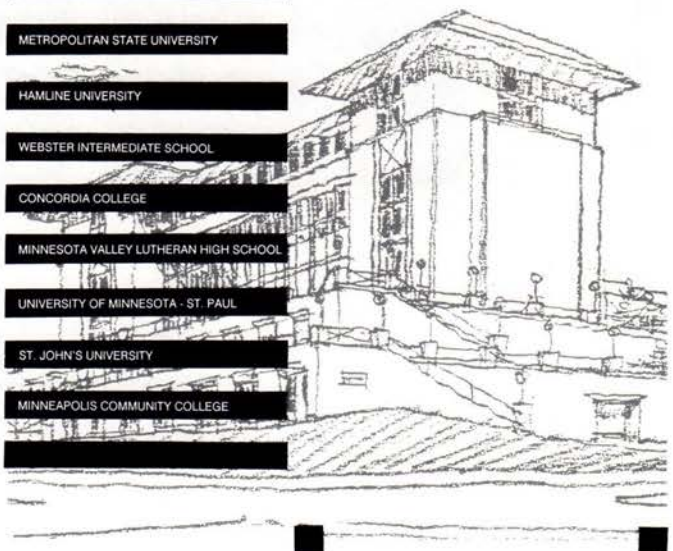 METROPOLITAN STATE UNIVERSITY
HAMLINE UNIVERSITY
WEBSTER INTERMEDIATE SCHOOL
CONCORDIA COLLEGE
MINNESOTA VALLEY LUTHERAN HIGH SCHOOL
UNIVERSITY OF MINNESOTA - ST. PAUL
ST. JOHN'S UNIVERSITY
MINNEAPOLIS COMMUNITY COLLEGE